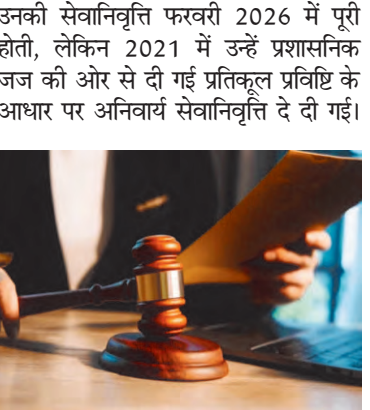 उनकी सेवानिवृत्ति फरवरी 2026 में पूरी
होती, लेकिन 2021 में उन्हें प्रशासनिक
जज की ओर से दी गई प्रतिकूल प्रविष्टि के
आधार पर अनिवार्य सेवानिवृत्ति दे दी गई।